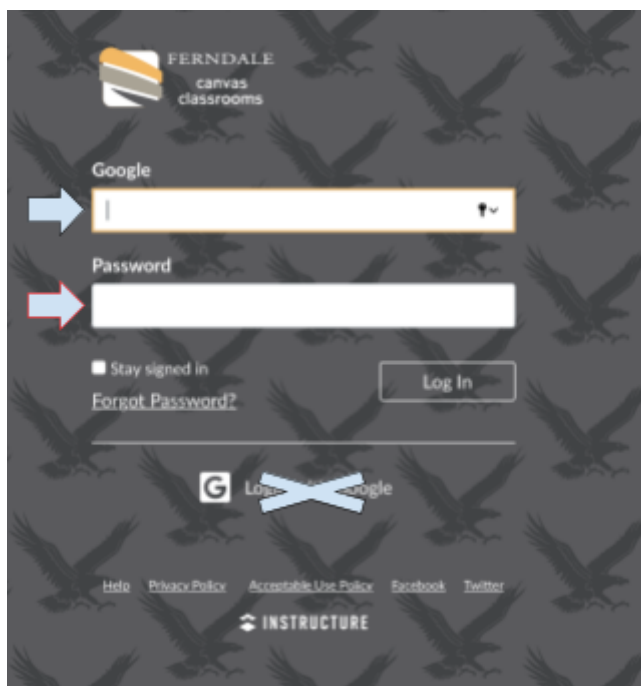 FERNDALE
canvas
classrooms
Google
Password
Stay signed in
Forgot Password?
Log In
G
Help Privacy Policy Acceptable Use Policy Facebook Twitter
INSTRUCTURE